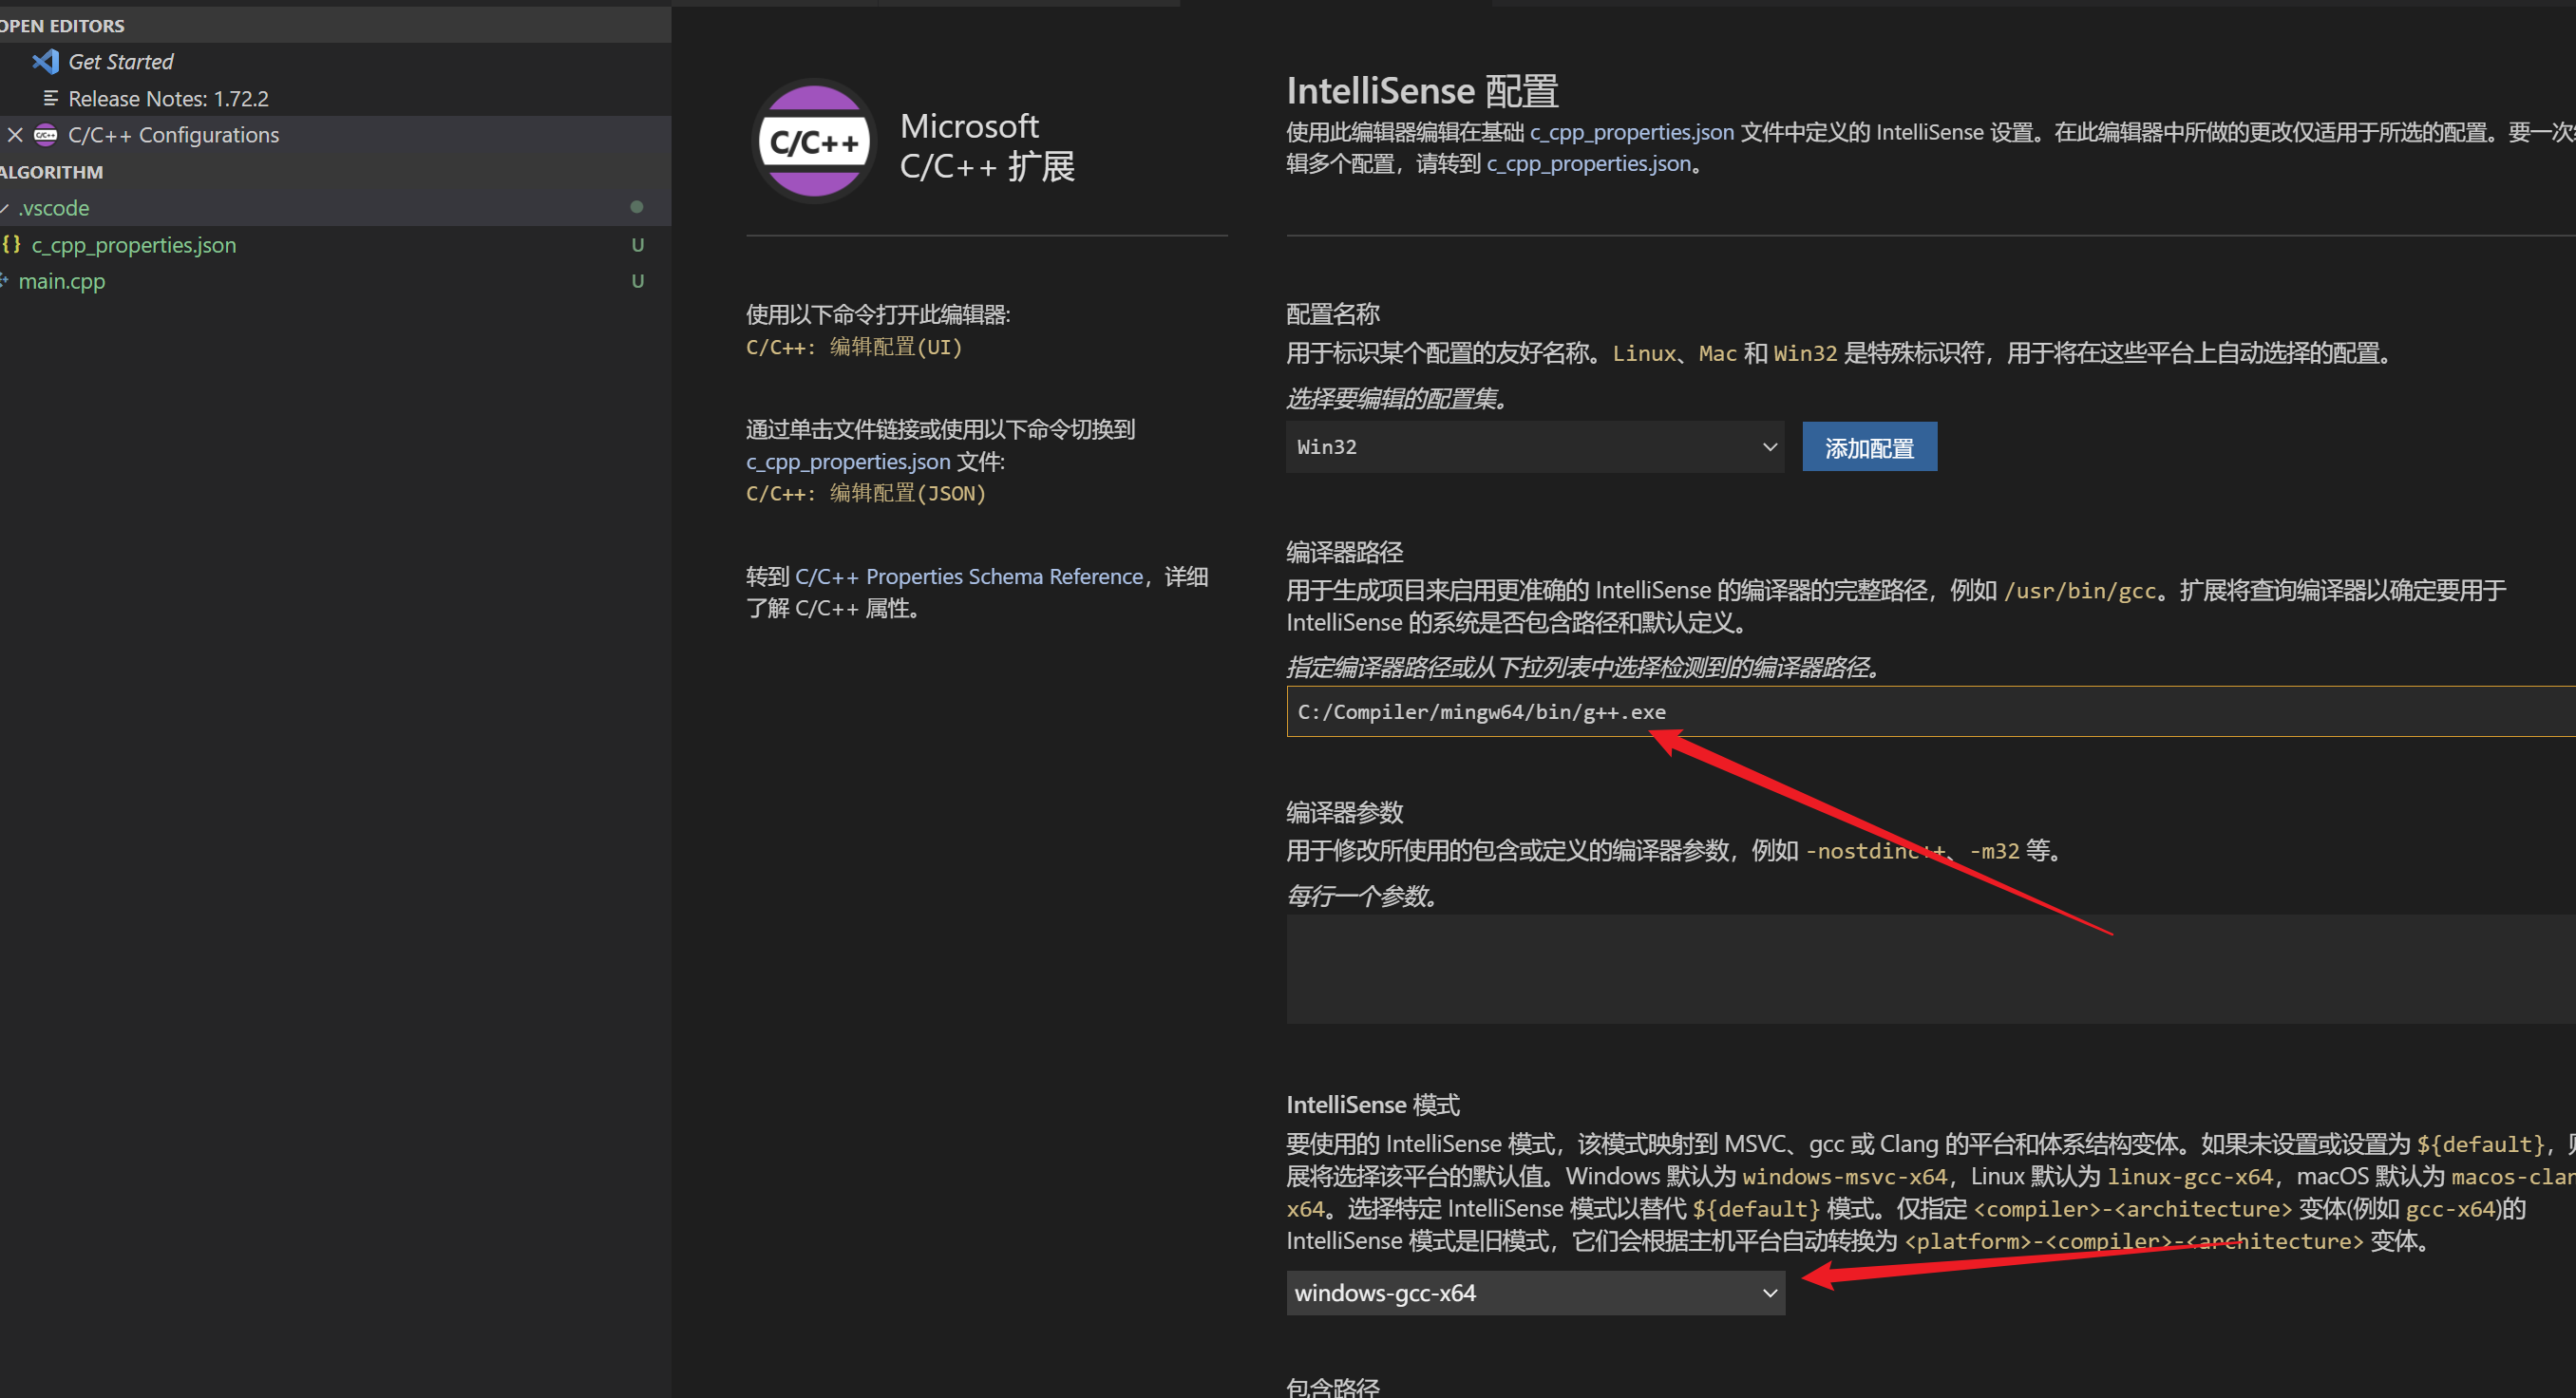 OPEN EDITORS
Get Started
Release Notes: 1.72.2
C/C++ Configurations
ALGORITHM
.vscode
c_cpp_properties.json U
main.cpp U
C/C++
Microsoft
C/C++ 扩展
使用以下命令打开此编辑器:
C/C++: 编辑配置(UI)
通过单击文件链接或使用以下命令切换到
c_cpp_properties.json 文件:
C/C++: 编辑配置(JSON)
转到 C/C++ Properties Schema Reference，详细
了解 C/C++ 属性。
IntelliSense 配置
使用此编辑器编辑在基础 c_cpp_properties.json 文件中定义的 IntelliSense 设置。在此编辑器中所做的更改仅适用于所选的配置。要一次
辑多个配置，请转到 c_cpp_properties.json。
配置名称
用于标识某个配置的友好名称。Linux、Mac 和 Win32 是特殊标识符，用于将在这些平台上自动选择的配置。
选择要编辑的配置集。
Win32
添加配置
编译器路径
用于生成项目来启用更准确的 IntelliSense 的编译器的完整路径，例如 /usr/bin/gcc。扩展将查询编译器以确定要用于
IntelliSense 的系统是否包含路径和默认定义。
指定编译器路径或从下拉列表中选择检测到的编译器路径。
C:/Compiler/mingw64/bin/g++.exe
编译器参数
用于修改所使用的包含或定义的编译器参数，例如 -nostdinc++、-m32 等。
每行一个参数。
IntelliSense 模式
要使用的 IntelliSense 模式，该模式映射到 MSVC、gcc 或 Clang 的平台和体系结构变体。如果未设置或设置为 ${default}，
展将选择该平台的默认值。Windows 默认为 windows-msvc-x64，Linux 默认为 linux-gcc-x64，macOS 默认为 macos-clan
x64。选择特定 IntelliSense 模式以替代 ${default} 模式。仅指定 <compiler>-<architecture> 变体(例如 gcc-x64)的
IntelliSense 模式是旧模式，它们会根据主机平台自动转换为 <platform>-<compiler>-<architecture> 变体。
windows-gcc-x64
包含路径